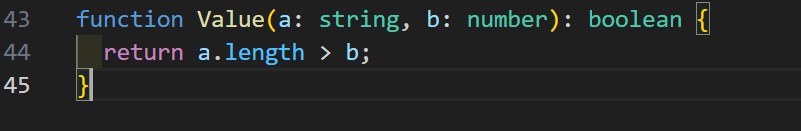 43 function Value(a: string, b: number): boolean {
44   return a.length > b;
45 }